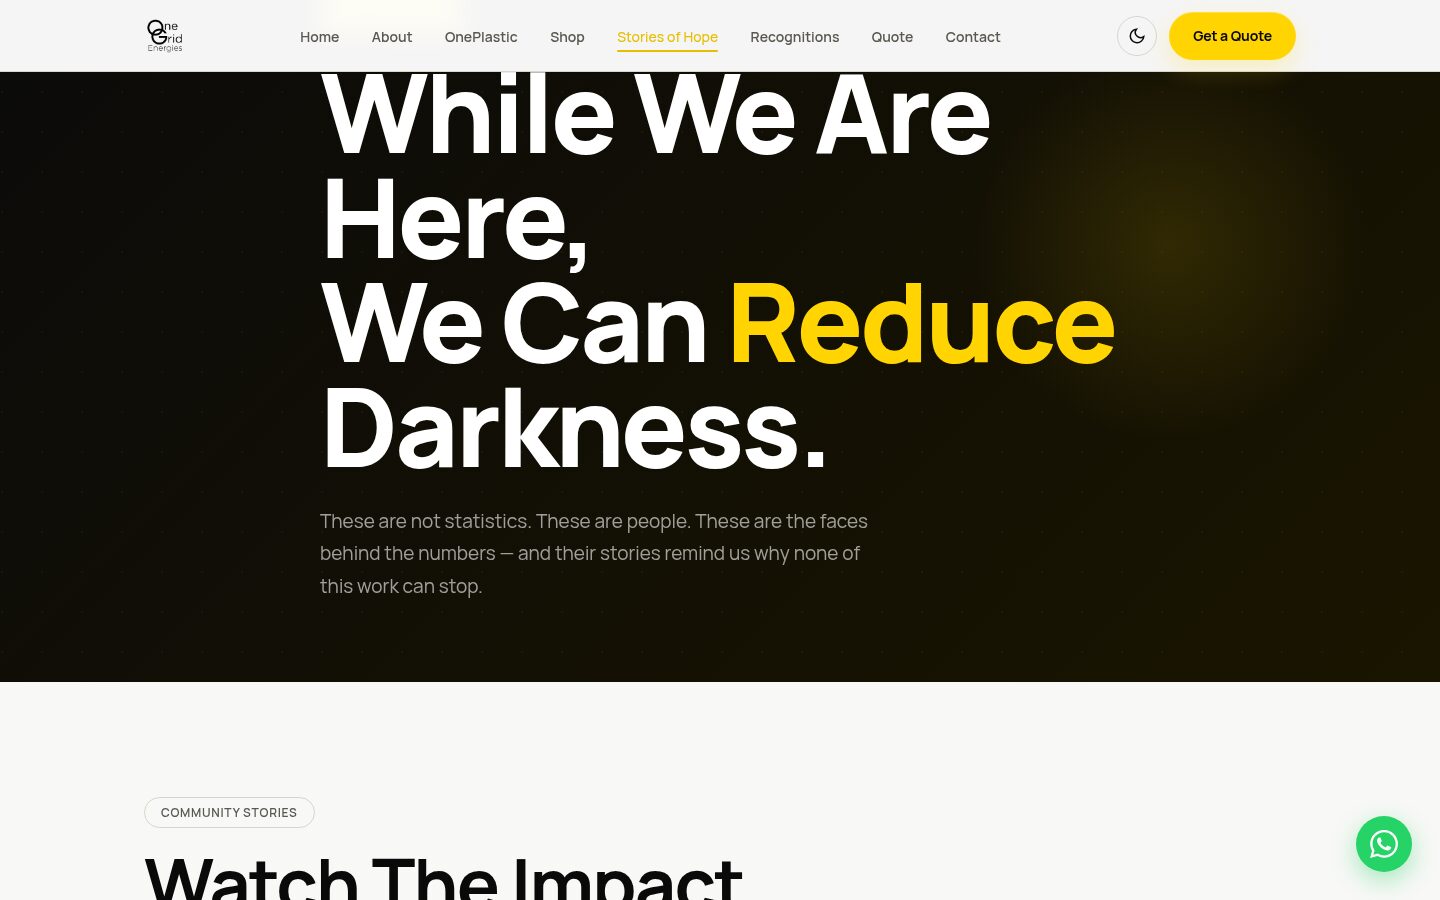 One
Grid
Energies
Home
About
OnePlastic
Shop
Stories of Hope
Recognitions
Quote
Contact
Get a Quote
While We Are
Here,
We Can Reduce
Darkness.
These are not statistics. These are people. These are the faces
behind the numbers — and their stories remind us why none of
this work can stop.
COMMUNITY STORIES
Watch The Impact